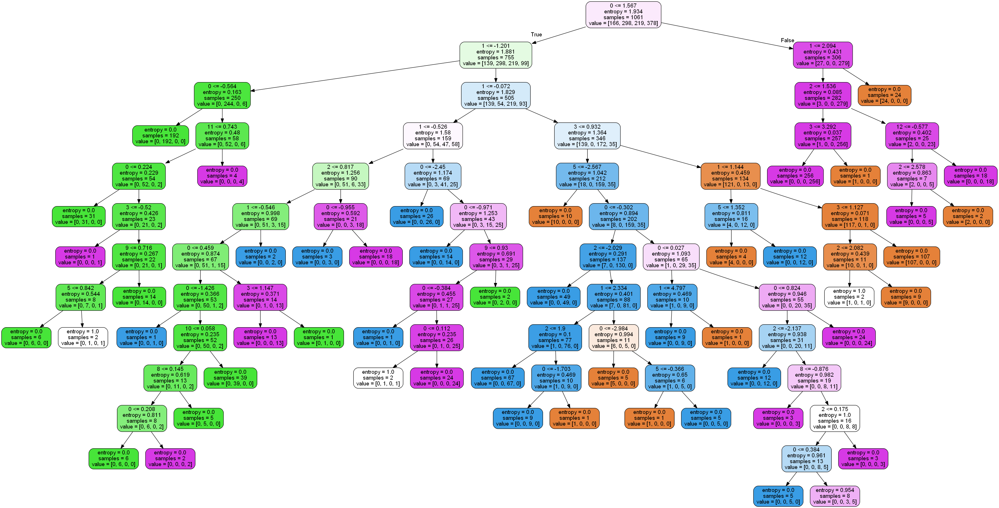 0 <= 1.567
entropy = 1.934
samples = 1061
value = [166, 298, 219, 378]
True
False
1 <= -1.201
entropy = 1.881
samples = 755
value = [139, 298, 219, 99]
1 <= 2.094
entropy = 0.431
samples = 306
value = [27, 0, 0, 279]
0 <= -0.564
entropy = 0.163
samples = 250
value = [0, 244, 0, 6]
1 <= -0.072
entropy = 1.829
samples = 505
value = [139, 54, 219, 93]
2 <= 1.536
entropy = 0.085
samples = 282
value = [3, 0, 0, 279]
entropy = 0.0
samples = 24
value = [24, 0, 0, 0]
entropy = 0.0
samples = 192
value = [0, 192, 0, 0]
11 <= 0.743
entropy = 0.48
samples = 58
value = [0, 52, 0, 6]
1 <= -0.526
entropy = 1.58
samples = 159
value = [0, 54, 47, 58]
3 <= 0.932
entropy = 1.364
samples = 346
value = [139, 0, 172, 35]
3 <= 3.292
entropy = 0.037
samples = 257
value = [1, 0, 0, 256]
12 <= -0.577
entropy = 0.402
samples = 25
value = [2, 0, 0, 23]
0 <= 0.224
entropy = 0.229
samples = 54
value = [0, 52, 0, 2]
entropy = 0.0
samples = 4
value = [0, 0, 0, 4]
2 <= 0.817
entropy = 1.256
samples = 90
value = [0, 51, 6, 33]
0 <= -2.45
entropy = 1.174
samples = 69
value = [0, 3, 41, 25]
5 <= -2.567
entropy = 1.042
samples = 212
value = [18, 0, 159, 35]
1 <= 1.144
entropy = 0.459
samples = 134
value = [121, 0, 13, 0]
entropy = 0.0
samples = 256
value = [0, 0, 0, 256]
entropy = 0.0
samples = 1
value = [1, 0, 0, 0]
2 <= 2.578
entropy = 0.863
samples = 7
value = [2, 0, 0, 5]
entropy = 0.0
samples = 18
value = [0, 0, 0, 18]
entropy = 0.0
samples = 31
value = [0, 31, 0, 0]
3 <= -0.52
entropy = 0.426
samples = 23
value = [0, 21, 0, 2]
1 <= -0.546
entropy = 0.998
samples = 69
value = [0, 51, 3, 15]
0 <= -0.955
entropy = 0.592
samples = 21
value = [0, 0, 3, 18]
entropy = 0.0
samples = 26
value = [0, 0, 26, 0]
0 <= -0.971
entropy = 1.253
samples = 43
value = [0, 3, 15, 25]
entropy = 0.0
samples = 10
value = [10, 0, 0, 0]
0 <= -0.302
entropy = 0.894
samples = 202
value = [8, 0, 159, 35]
5 <= 1.352
entropy = 0.811
samples = 16
value = [4, 0, 12, 0]
3 <= 1.127
entropy = 0.071
samples = 118
value = [117, 0, 1, 0]
entropy = 0.0
samples = 5
value = [0, 0, 0, 5]
entropy = 0.0
samples = 2
value = [2, 0, 0, 0]
entropy = 0.0
samples = 1
value = [0, 0, 0, 1]
9 <= 0.716
entropy = 0.267
samples = 22
value = [0, 21, 0, 1]
0 <= 0.459
entropy = 0.874
samples = 67
value = [0, 51, 1, 15]
entropy = 0.0
samples = 2
value = [0, 0, 2, 0]
entropy = 0.0
samples = 3
value = [0, 0, 3, 0]
entropy = 0.0
samples = 18
value = [0, 0, 0, 18]
entropy = 0.0
samples = 14
value = [0, 0, 14, 0]
9 <= 0.93
entropy = 0.691
samples = 29
value = [0, 3, 1, 25]
2 <= -2.029
entropy = 0.291
samples = 137
value = [7, 0, 130, 0]
0 <= 0.027
entropy = 1.093
samples = 65
value = [1, 0, 29, 35]
entropy = 0.0
samples = 4
value = [4, 0, 0, 0]
entropy = 0.0
samples = 12
value = [0, 0, 12, 0]
2 <= 2.082
entropy = 0.439
samples = 11
value = [10, 0, 1, 0]
entropy = 0.0
samples = 107
value = [107, 0, 0, 0]
5 <= 0.842
entropy = 0.544
samples = 8
value = [0, 7, 0, 1]
entropy = 0.0
samples = 14
value = [0, 14, 0, 0]
0 <= -1.426
entropy = 0.366
samples = 53
value = [0, 50, 1, 2]
3 <= 1.147
entropy = 0.371
samples = 14
value = [0, 1, 0, 13]
0 <= -0.384
entropy = 0.455
samples = 27
value = [0, 1, 1, 25]
entropy = 0.0
samples = 2
value = [0, 2, 0, 0]
entropy = 0.0
samples = 49
value = [0, 0, 49, 0]
1 <= 2.334
entropy = 0.401
samples = 88
value = [7, 0, 81, 0]
1 <= 4.797
entropy = 0.469
samples = 10
value = [1, 0, 9, 0]
0 <= 0.824
entropy = 0.946
samples = 55
value = [0, 0, 20, 35]
entropy = 1.0
samples = 2
value = [1, 0, 1, 0]
entropy = 0.0
samples = 9
value = [9, 0, 0, 0]
entropy = 0.0
samples = 6
value = [0, 6, 0, 0]
entropy = 1.0
samples = 2
value = [0, 1, 0, 1]
entropy = 0.0
samples = 1
value = [0, 0, 1, 0]
10 <= 0.058
entropy = 0.235
samples = 52
value = [0, 50, 0, 2]
entropy = 0.0
samples = 13
value = [0, 0, 0, 13]
entropy = 0.0
samples = 1
value = [0, 1, 0, 0]
entropy = 0.0
samples = 1
value = [0, 0, 1, 0]
0 <= 0.112
entropy = 0.235
samples = 26
value = [0, 1, 0, 25]
2 <= 1.9
entropy = 0.1
samples = 77
value = [1, 0, 76, 0]
0 <= -2.984
entropy = 0.994
samples = 11
value = [6, 0, 5, 0]
entropy = 0.0
samples = 9
value = [0, 0, 9, 0]
entropy = 0.0
samples = 1
value = [1, 0, 0, 0]
2 <= -2.137
entropy = 0.938
samples = 31
value = [0, 0, 20, 11]
entropy = 0.0
samples = 24
value = [0, 0, 0, 24]
8 <= 0.145
entropy = 0.619
samples = 13
value = [0, 11, 0, 2]
entropy = 0.0
samples = 39
value = [0, 39, 0, 0]
entropy = 1.0
samples = 2
value = [0, 1, 0, 1]
entropy = 0.0
samples = 24
value = [0, 0, 0, 24]
entropy = 0.0
samples = 67
value = [0, 0, 67, 0]
0 <= -1.703
entropy = 0.469
samples = 10
value = [1, 0, 9, 0]
entropy = 0.0
samples = 5
value = [5, 0, 0, 0]
5 <= -0.366
entropy = 0.65
samples = 6
value = [1, 0, 5, 0]
entropy = 0.0
samples = 12
value = [0, 0, 12, 0]
8 <= -0.876
entropy = 0.982
samples = 19
value = [0, 0, 8, 11]
0 <= 0.208
entropy = 0.811
samples = 8
value = [0, 6, 0, 2]
entropy = 0.0
samples = 5
value = [0, 5, 0, 0]
entropy = 0.0
samples = 9
value = [0, 0, 9, 0]
entropy = 0.0
samples = 1
value = [1, 0, 0, 0]
entropy = 0.0
samples = 1
value = [1, 0, 0, 0]
entropy = 0.0
samples = 5
value = [0, 0, 5, 0]
entropy = 0.0
samples = 3
value = [0, 0, 0, 3]
2 <= 0.175
entropy = 1.0
samples = 16
value = [0, 0, 8, 8]
entropy = 0.0
samples = 6
value = [0, 6, 0, 0]
entropy = 0.0
samples = 2
value = [0, 0, 0, 2]
0 <= 0.384
entropy = 0.961
samples = 13
value = [0, 0, 8, 5]
entropy = 0.0
samples = 3
value = [0, 0, 0, 3]
entropy = 0.0
samples = 5
value = [0, 0, 5, 0]
entropy = 0.954
samples = 8
value = [0, 0, 3, 5]